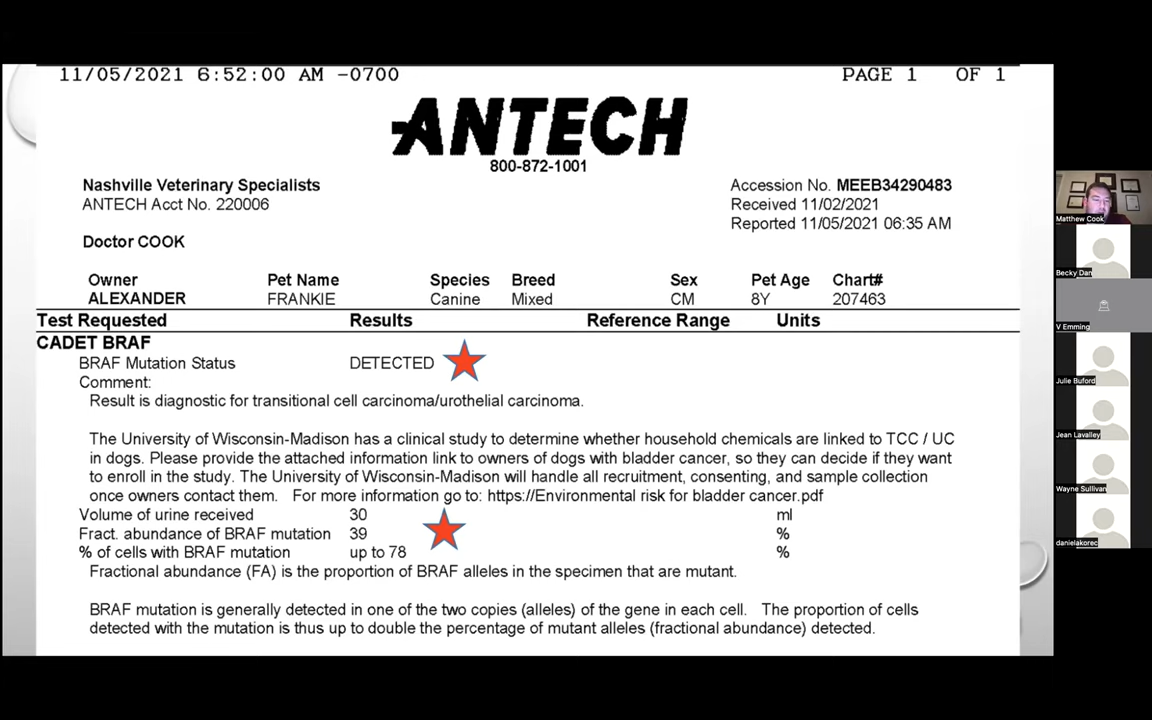 11/05/2021 6:52:00 AM -0700 PAGE 1 OF 1
ANTECH
800-872-1001
Nashville Veterinary Specialists
ANTECH Acct No. 220006
Doctor COOK
Accession No. MEEB34290483
Received 11/02/2021
Reported 11/05/2021 06:35 AM
Owner Pet Name Species Breed Sex Pet Age Chart#
ALEXANDER FRANKIE Canine Mixed CM 8Y 207463
Test Requested Results Reference Range Units
CADET BRAF
BRAF Mutation Status DETECTED
Comment:
Result is diagnostic for transitional cell carcinoma/urothelial carcinoma.
The University of Wisconsin-Madison has a clinical study to determine whether household chemicals are linked to TCC / UC
in dogs. Please provide the attached information link to owners of dogs with bladder cancer, so they can decide if they want
to enroll in the study. The University of Wisconsin-Madison will handle all recruitment, consenting, and sample collection
once owners contact them. For more information go to: https://Environmental risk for bladder cancer.pdf
Volume of urine received 30 ml
Fract. abundance of BRAF mutation 39 %
% of cells with BRAF mutation up to 78 %
Fractional abundance (FA) is the proportion of BRAF alleles in the specimen that are mutant.
BRAF mutation is generally detected in one of the two copies (alleles) of the gene in each cell. The proportion of cells
detected with the mutation is thus up to double the percentage of mutant alleles (fractional abundance) detected.
Matthew Cook
Becky Dan
V Emming
Julie Buford
Jean Lavalley
Wayne Sullivan
danielakorec